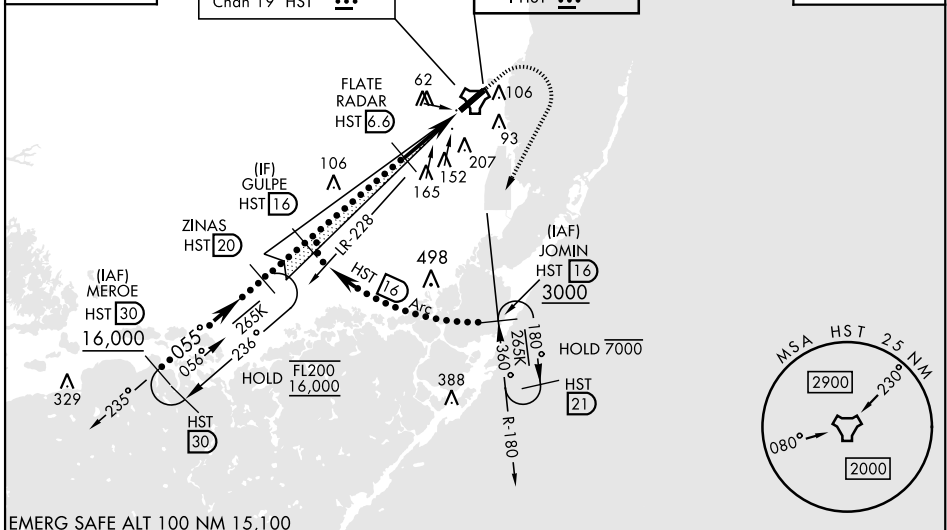 Chan 19 HST
I HST
FLATE
RADAR
HST 6.6
62
106
93
207
152
165
106
(IF)
GULPE
HST 16
ZINAS
HST 20
LR-228
(IAF)
MEROE
HST 30
16,000
055°
056°
265K
236°
HST 16 Arc
498
(IAF)
JOMIN
HST 16
3000
180°
265K
360°
HOLD 7000
HST
21
R-180
388
HOLD FL200
16,000
329
235°
HST
30
MSA HST 25 NM
2900
230°
080°
2000
EMERG SAFE ALT 100 NM 15,100